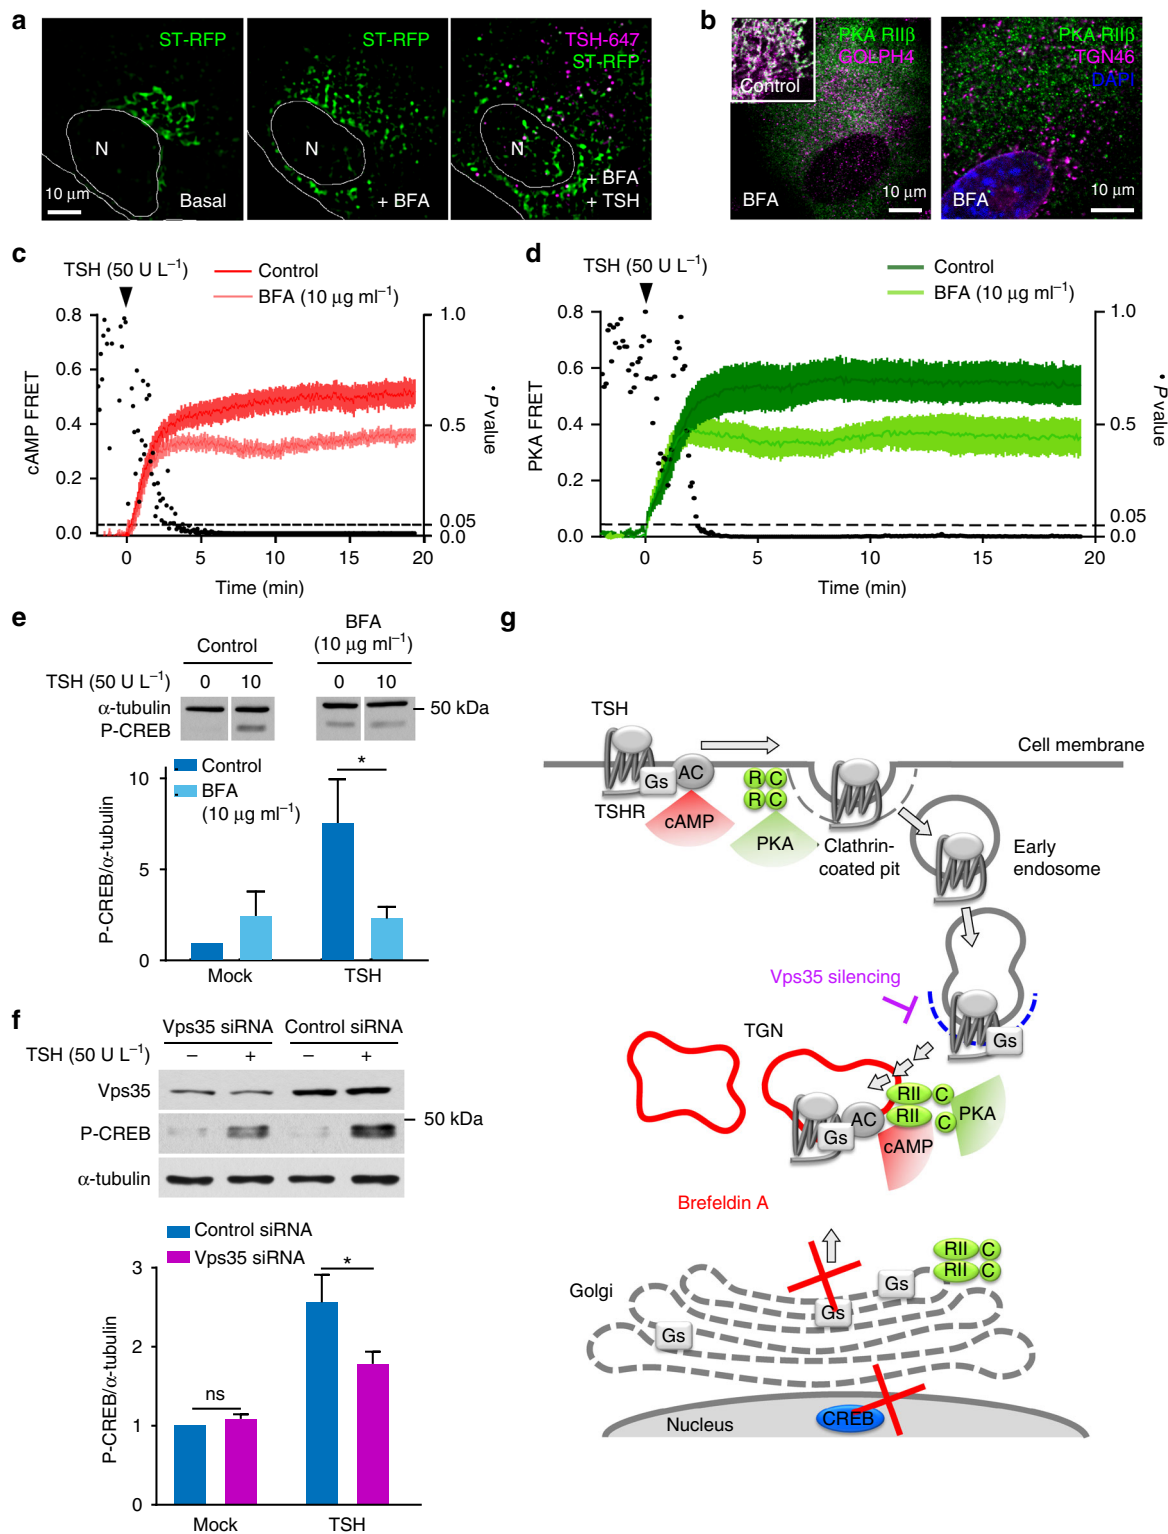 a
ST-RFP
N
10 μm
Basal
ST-RFP
N
+ BFA
TSH-647
ST-RFP
N
+ BFA
+ TSH
b
PKA RIIβ
GOLPH4
Control
BFA
10 μm
PKA RIIβ
TGN46
DAPI
BFA
10 μm
c
TSH (50 U L⁻¹)
Control
BFA (10 μg ml⁻¹)
cAMP FRET
0.8
0.6
0.4
0.2
0.0
1.0
0.5
0.05
0.0
• P value
0
5
10
15
20
Time (min)
d
TSH (50 U L⁻¹)
Control
BFA (10 μg ml⁻¹)
PKA FRET
0.8
0.6
0.4
0.2
0.0
1.0
0.5
0.05
0.0
• P value
0
5
10
15
20
Time (min)
e
Control
BFA
(10 μg ml⁻¹)
TSH (50 U L⁻¹)
0
10
0
10
α-tubulin
P-CREB
50 kDa
Control
BFA
(10 μg ml⁻¹)
*
P-CREB/α-tubulin
10
5
0
Mock
TSH
f
Vps35 siRNA
Control siRNA
TSH (50 U L⁻¹)
–
+
–
+
Vps35
P-CREB
α-tubulin
50 kDa
Control siRNA
Vps35 siRNA
ns
*
P-CREB/α-tubulin
3
2
1
0
Mock
TSH
g
TSH
Cell membrane
Gs
AC
TSHR
cAMP
R
C
R
C
PKA
Clathrin-
coated pit
Early
endosome
Vps35 silencing
Gs
TGN
RII
C
RII
C
PKA
AC
Gs
cAMP
Brefeldin A
RII
C
RII
C
Golgi
Gs
Gs
Gs
Nucleus
CREB